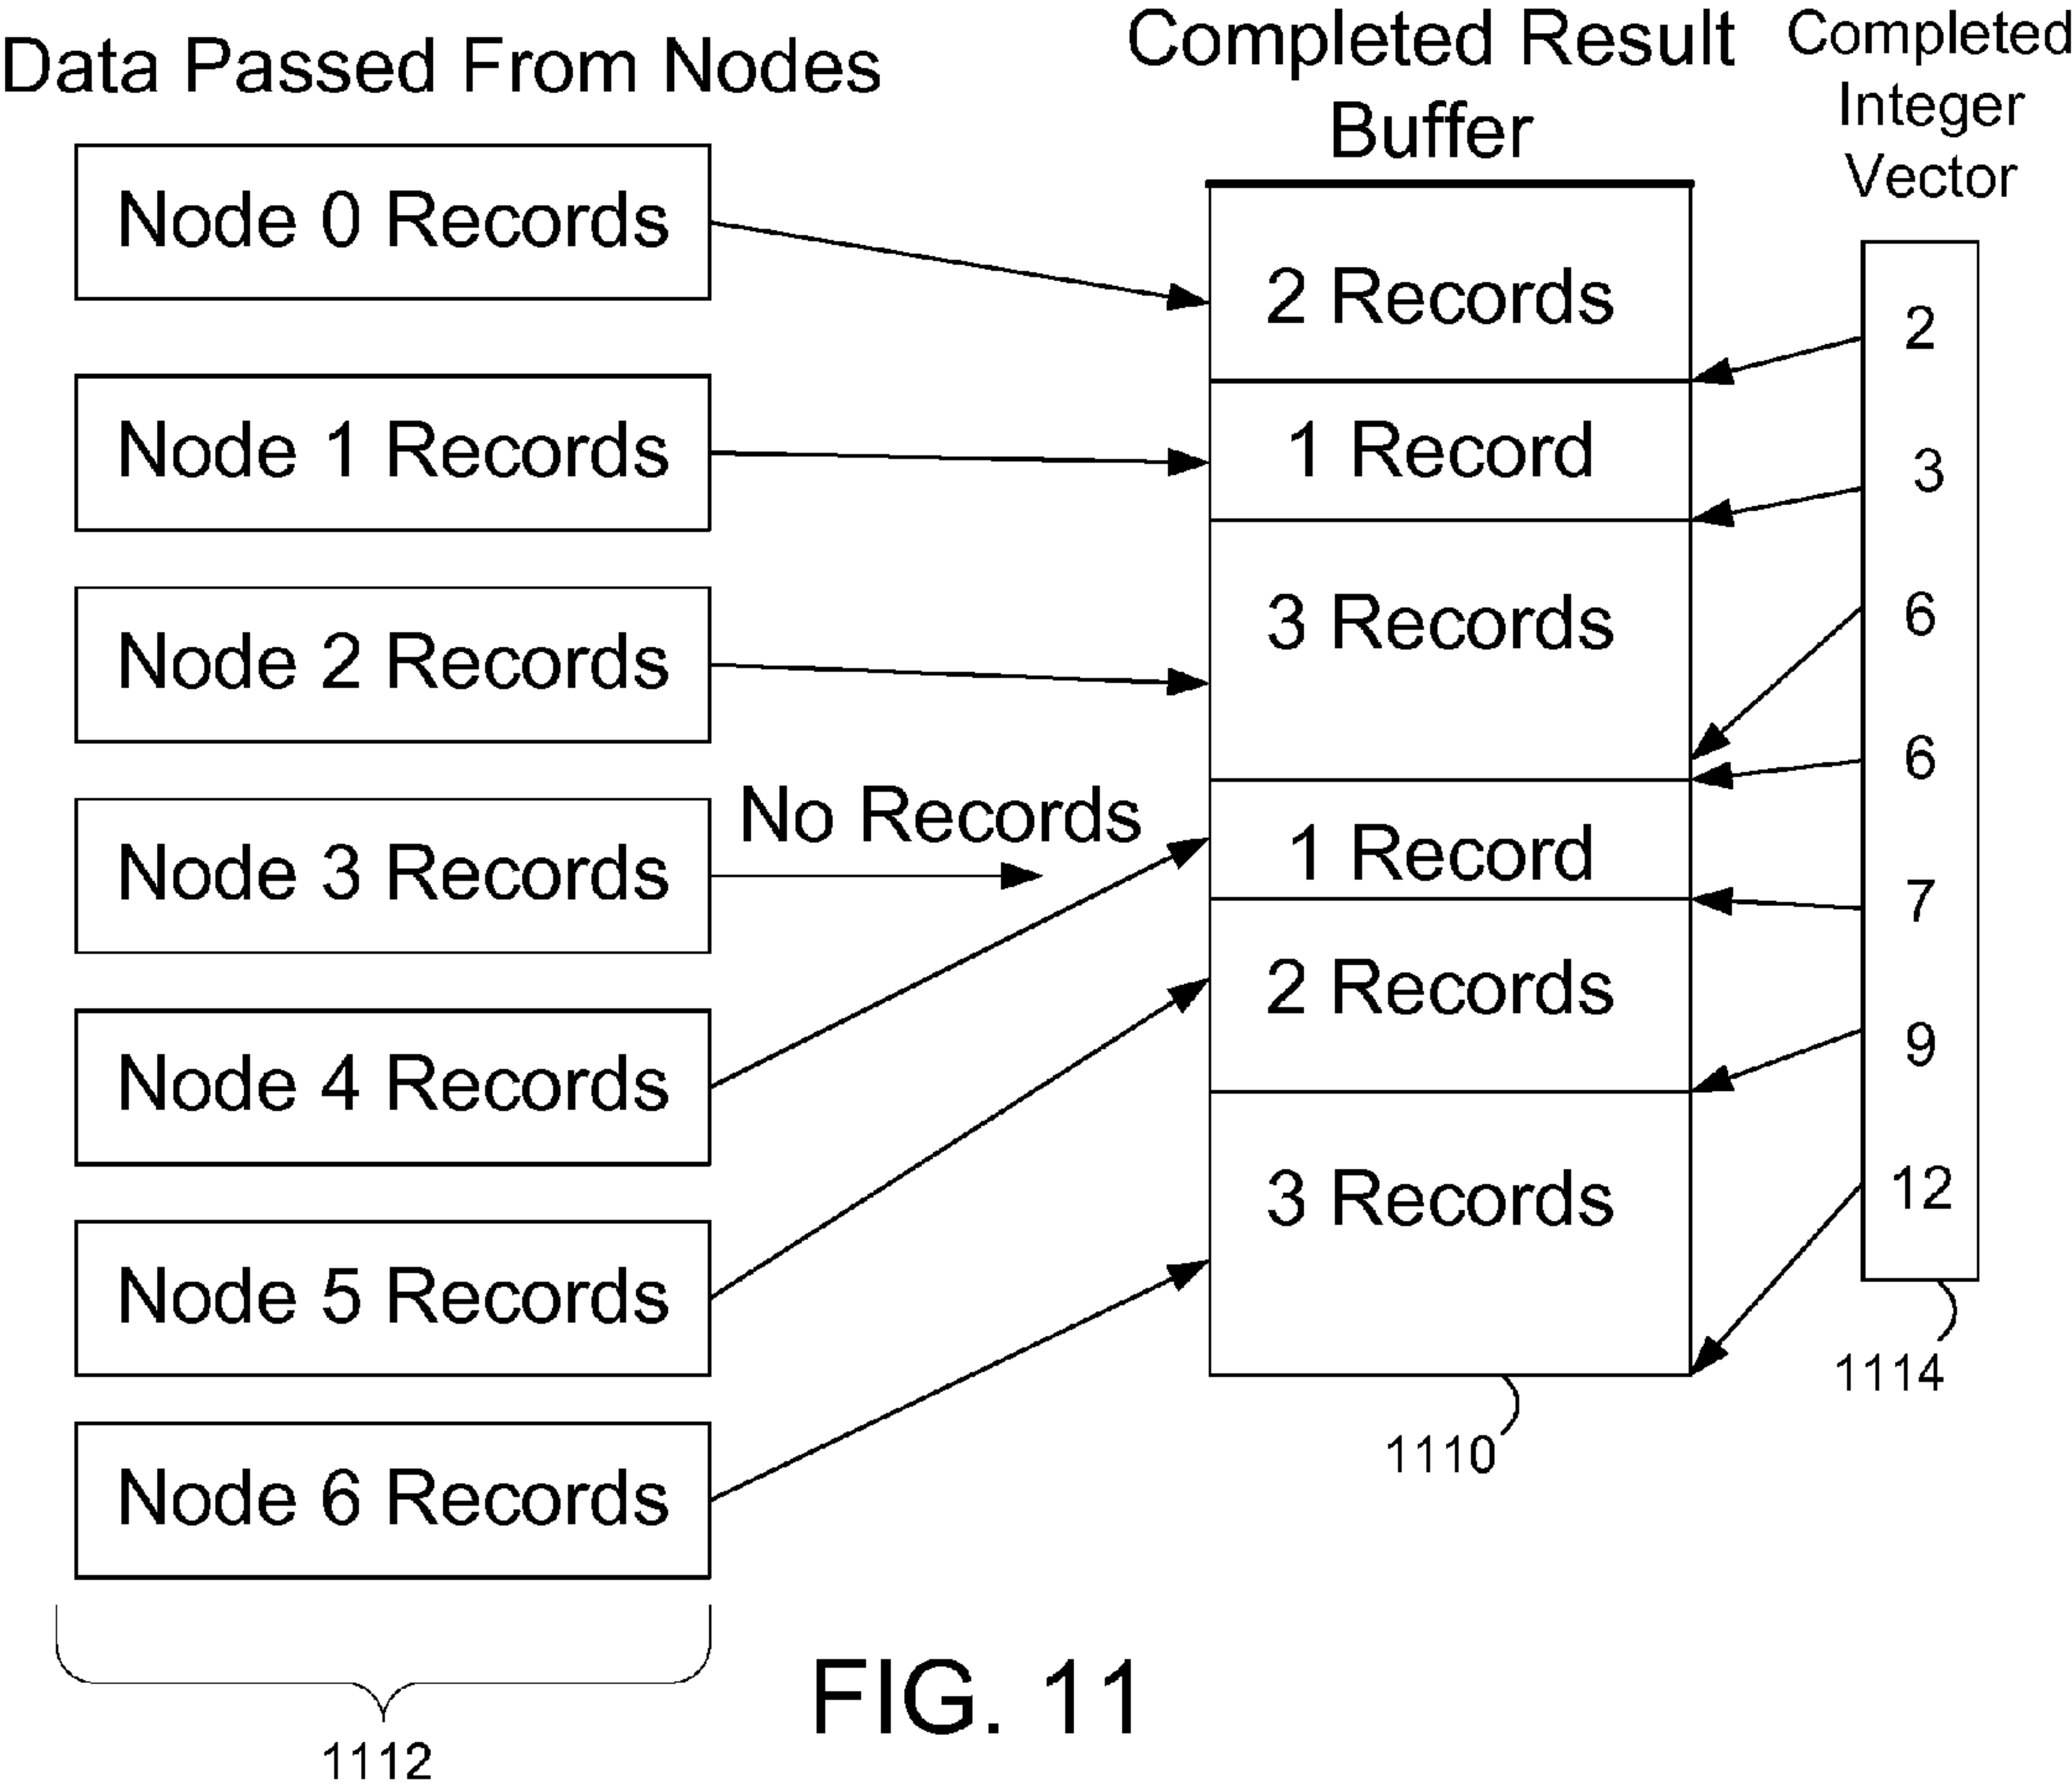 Data Passed From Nodes
Node 0 Records
Node 1 Records
Node 2 Records
Node 3 Records
No Records
Node 4 Records
Node 5 Records
Node 6 Records
1112
Completed Result
Buffer
2 Records
1 Record
3 Records
1 Record
2 Records
3 Records
1110
Completed
Integer
Vector
2
3
6
6
7
9
12
1114
FIG. 11